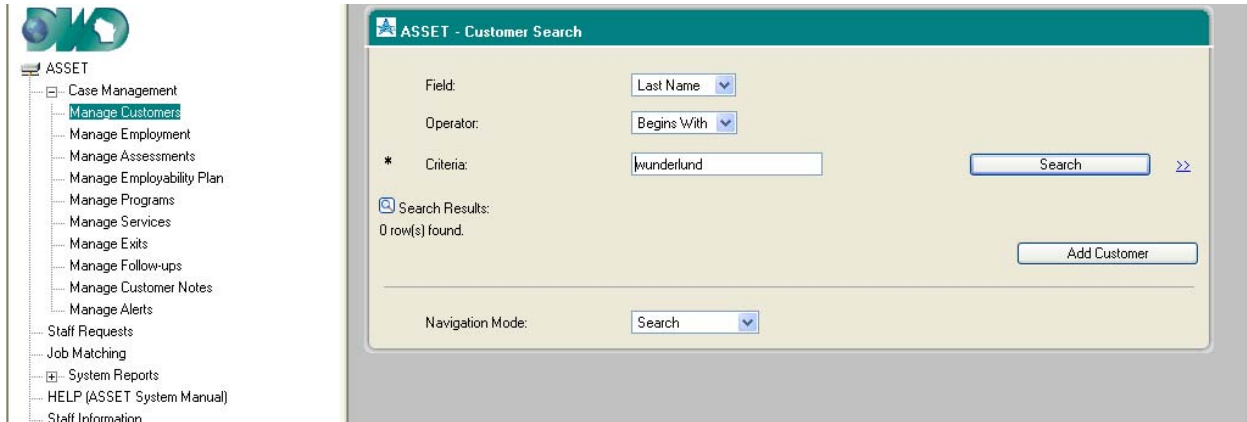 DWD
ASSET
Case Management
Manage Customers
Manage Employment
Manage Assessments
Manage Employability Plan
Manage Programs
Manage Services
Manage Exits
Manage Follow-ups
Manage Customer Notes
Manage Alerts
Staff Requests
Job Matching
System Reports
HELP (ASSET System Manual)
Staff Information
ASSET - Customer Search
Field: Last Name
Operator: Begins With
* Criteria: wunderlund Search >>
Search Results:
0 row(s) found.
Add Customer
Navigation Mode: Search